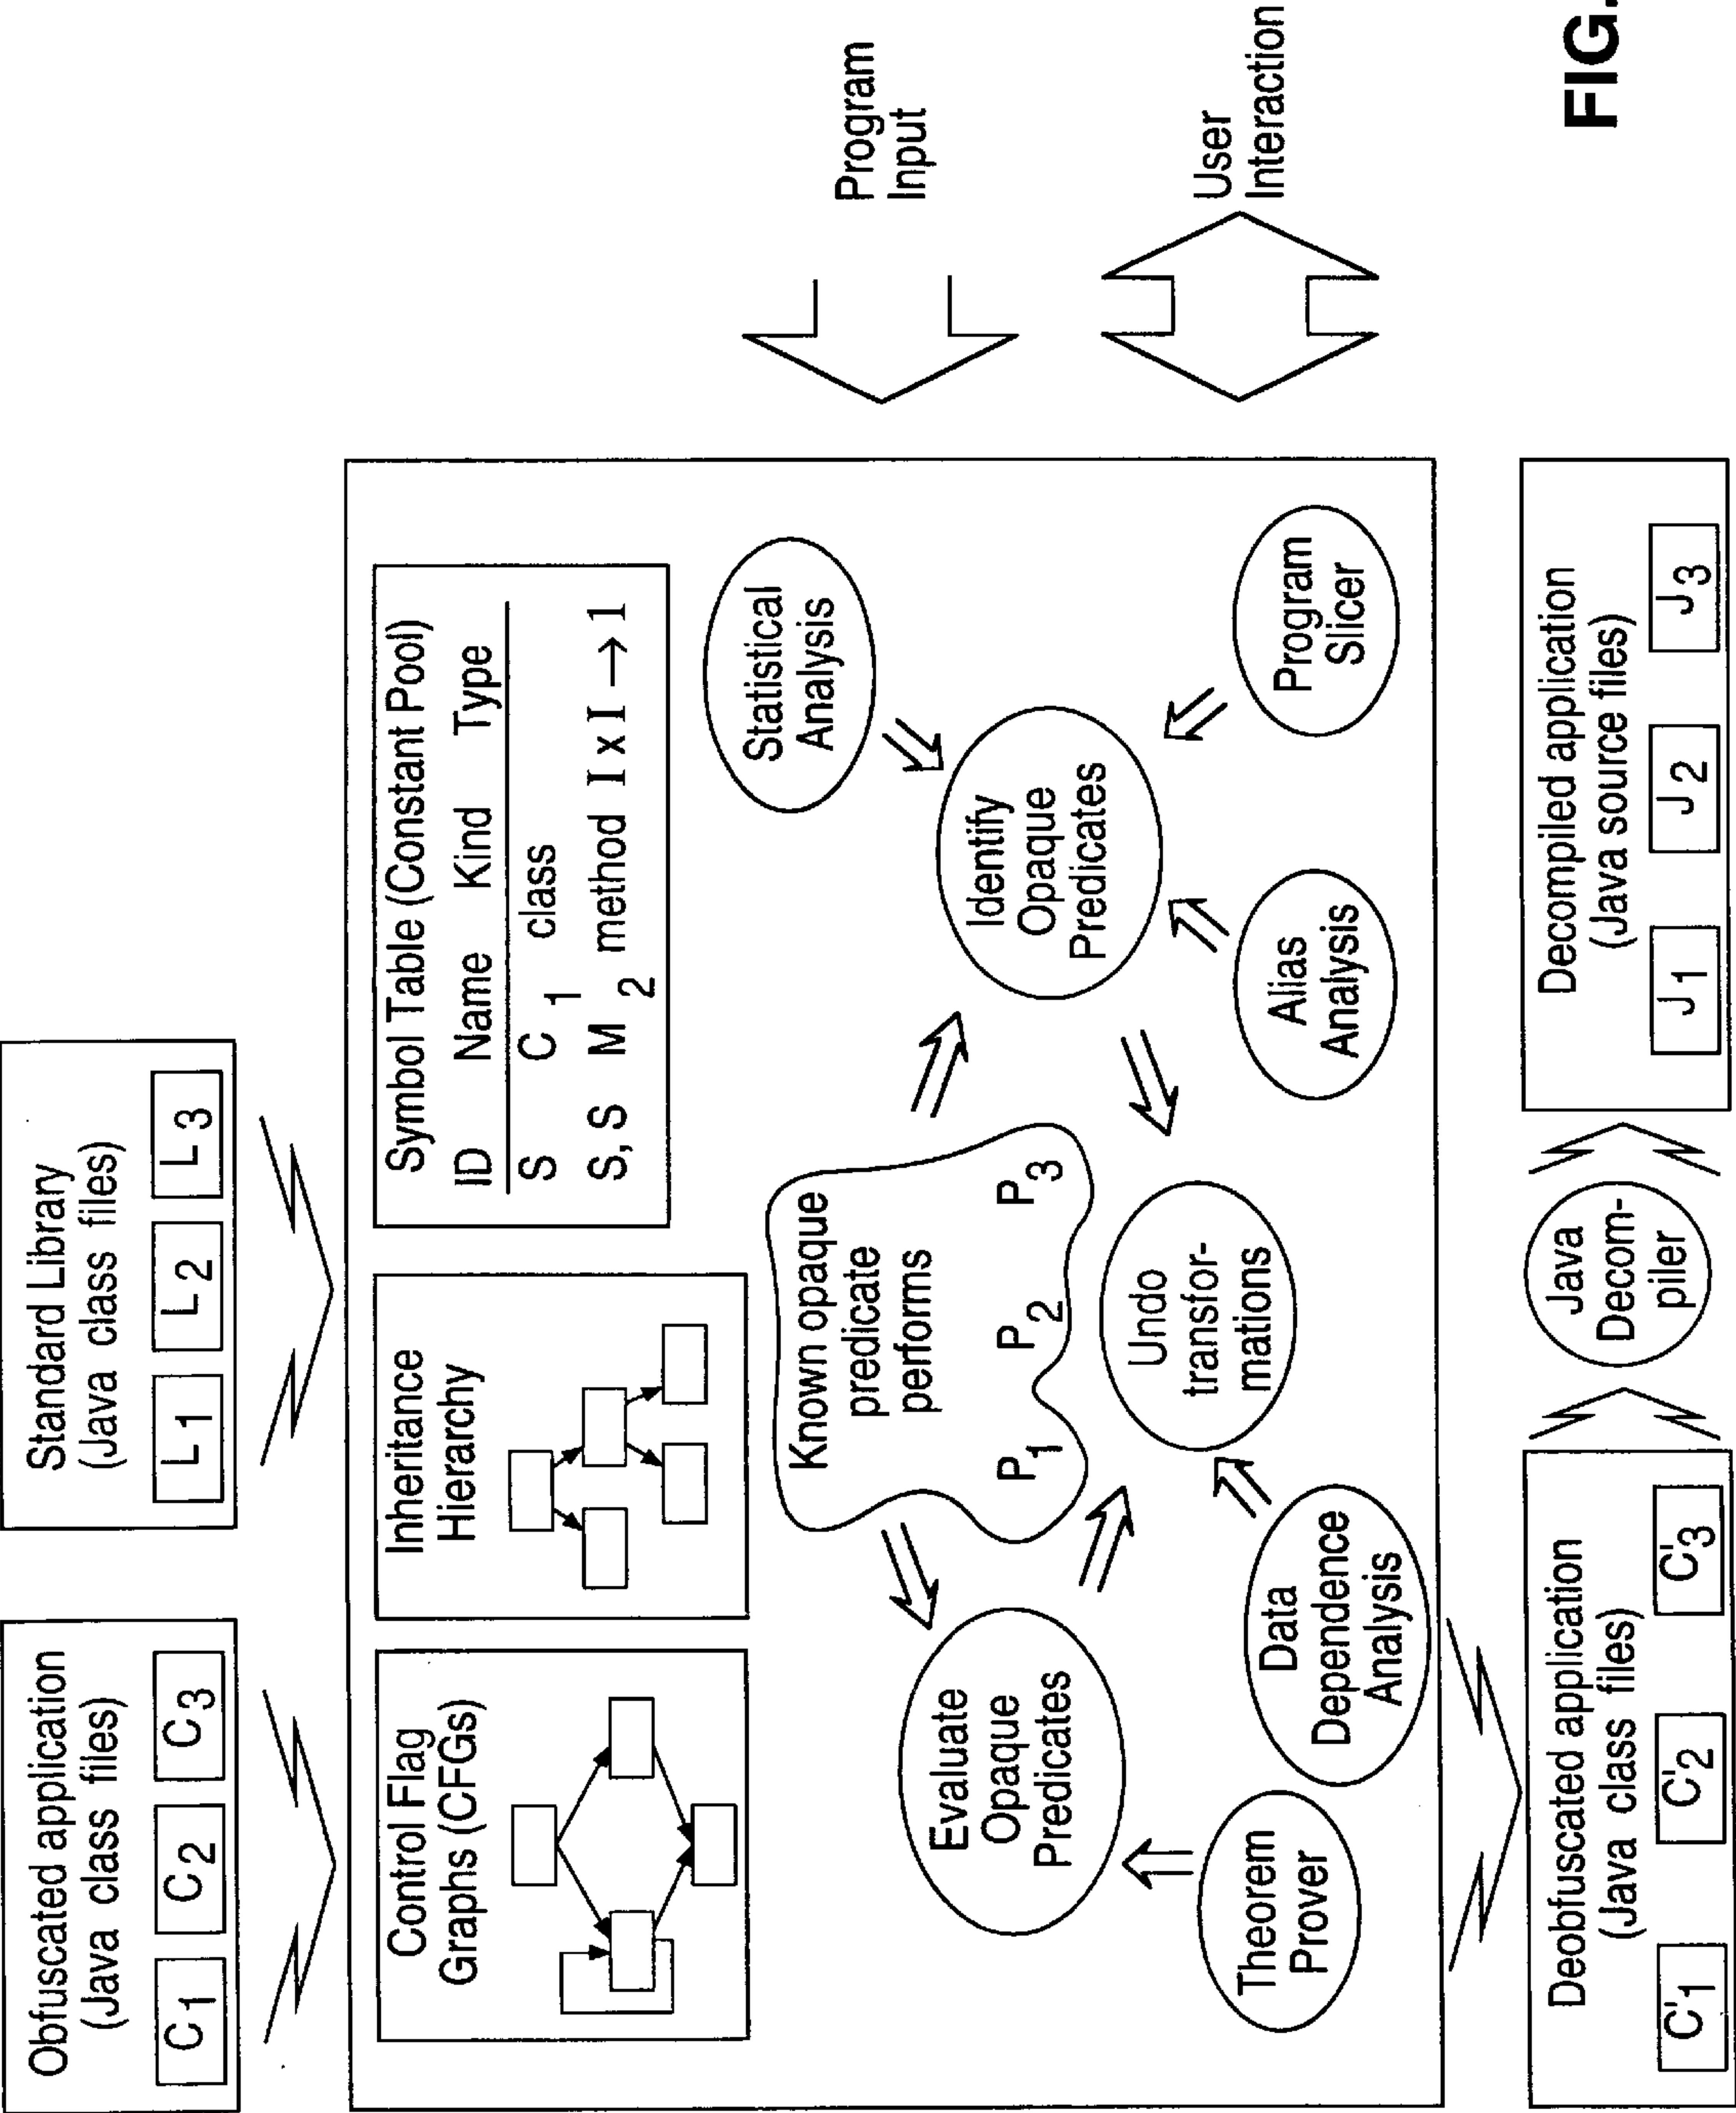 Obfuscated application
(Java class files)
C1 C2 C3
Standard Library
(Java class files)
L1 L2 L3
Control Flag
Graphs (CFGs)
Inheritance
Hierarchy
Symbol Table (Constant Pool)
ID Name Kind Type
S C1 class
S, S M2 method I x I → 1
Program
Input
Known opaque
predicate
performs
P1 P2 P3
Statistical
Analysis
Evaluate
Opaque
Predicates
Identify
Opaque
Predicates
Undo
transfor-
mations
User
Interaction
Theorem
Prover
Data
Dependence
Analysis
Alias
Analysis
Program
Slicer
Deobfuscated application
(Java class files)
C'1 C'2 C'3
Java
Decom-
piler
Decompiled application
(Java source files)
J1 J2 J3
FIG.